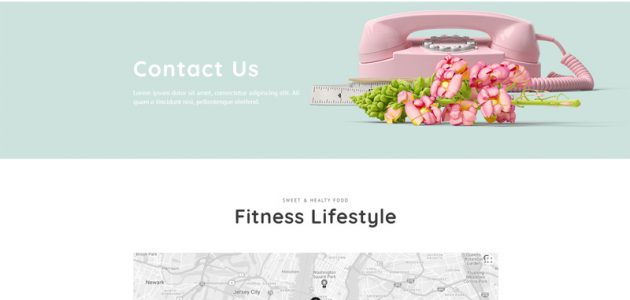 Contact Us
Lorem ipsum dolor sit amet, consectetur adipiscing elit. Ali
quam a tincidunt nisi, pellentesque eleifend.
SWEET & HEALTY FOOD
Fitness Lifestyle
Washington
Square Park
Newark
Jersey City